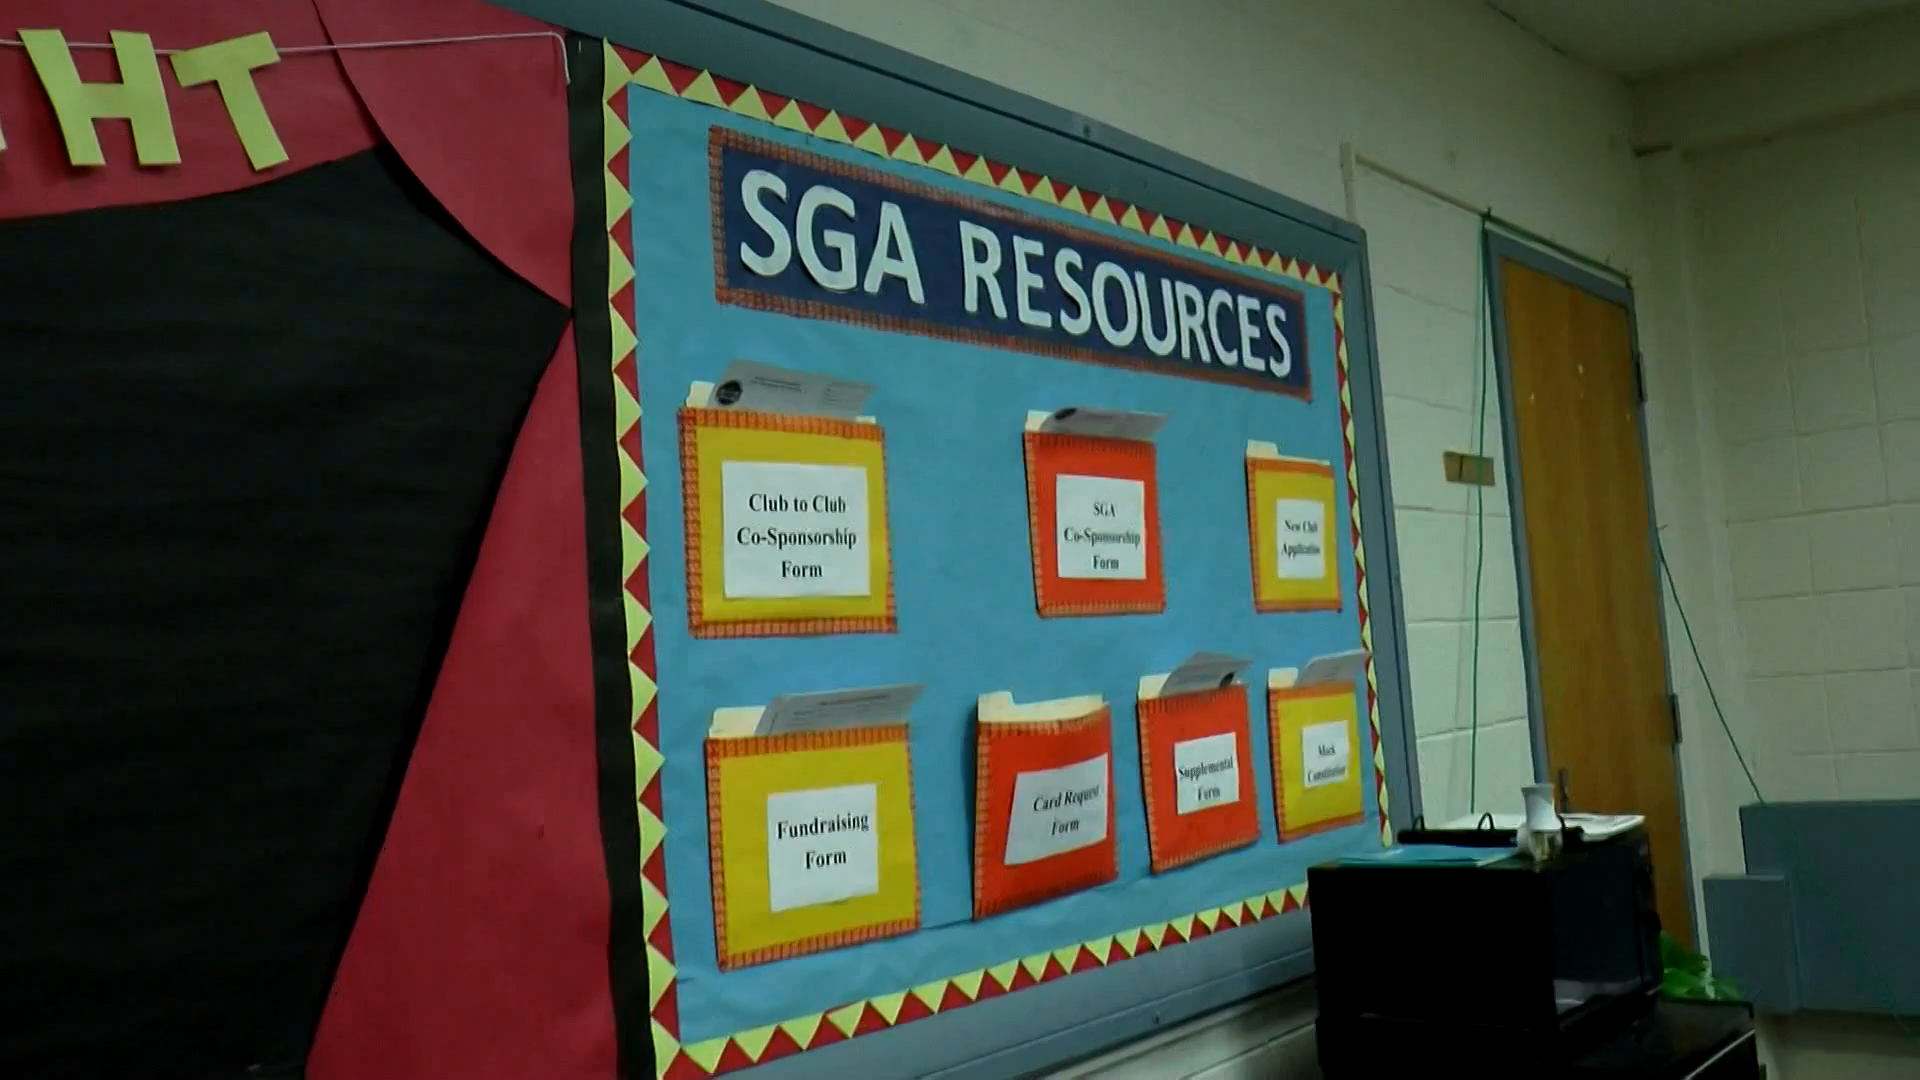 HT
SGA RESOURCES
Club to Club
Co-Sponsorship
Form
SGA
Co-Sponsorship
Form
New Club
Application
Fundraising
Form
Card Request
Form
Supplemental
Form
Mock
Constitution